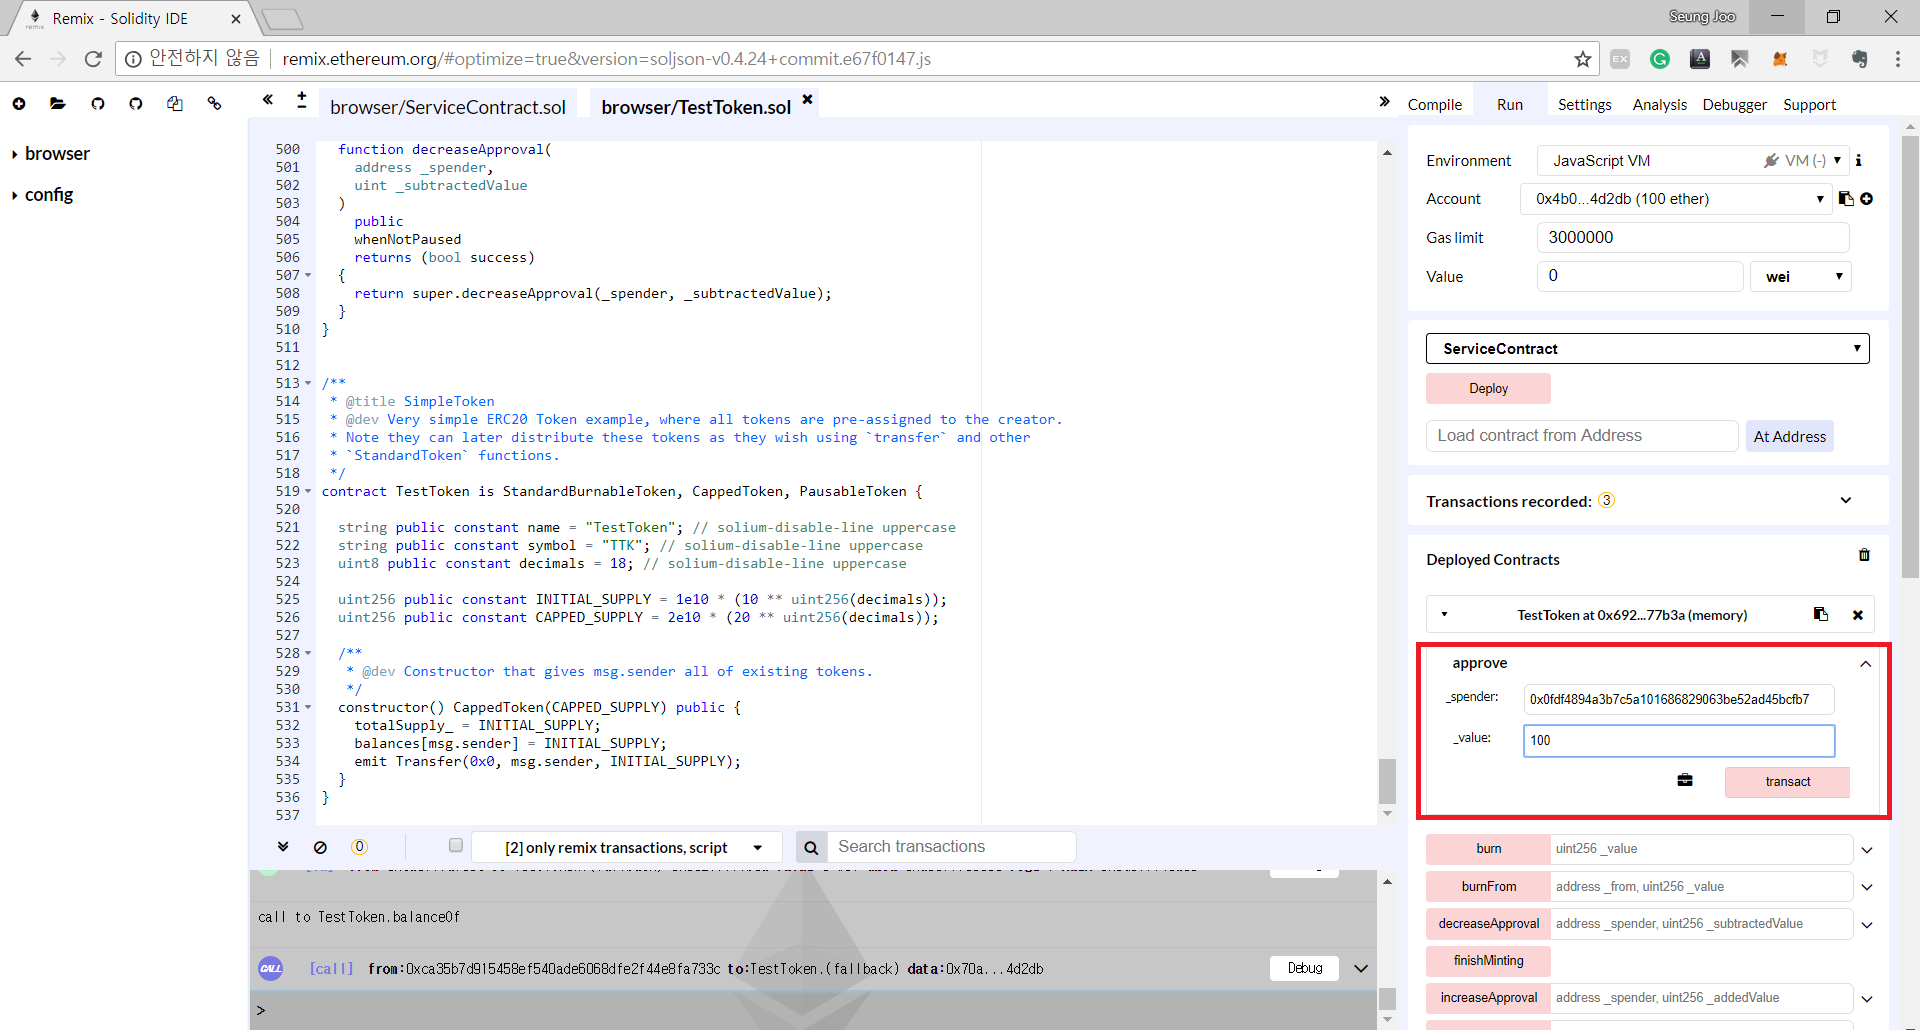 Remix - Solidity IDE
Seung Joo
안전하지 않음
remix.ethereum.org/#optimize=true&version=soljson-v0.4.24+commit.e67f0147.js
browser
config
browser/ServiceContract.sol
browser/TestToken.sol
500 function decreaseApproval(
501 address _spender,
502 uint _subtractedValue
503 )
504 public
505 whenNotPaused
506 returns (bool success)
507 {
508 return super.decreaseApproval(_spender, _subtractedValue);
509 }
510 }
511
512
513 /**
514 * @title SimpleToken
515 * @dev Very simple ERC20 Token example, where all tokens are pre-assigned to the creator.
516 * Note they can later distribute these tokens as they wish using `transfer` and other
517 * `StandardToken` functions.
518 */
519 contract TestToken is StandardBurnableToken, CappedToken, PausableToken {
520
521 string public constant name = "TestToken"; // solium-disable-line uppercase
522 string public constant symbol = "TTK"; // solium-disable-line uppercase
523 uint8 public constant decimals = 18; // solium-disable-line uppercase
524
525 uint256 public constant INITIAL_SUPPLY = 1e10 * (10 ** uint256(decimals));
526 uint256 public constant CAPPED_SUPPLY = 2e10 * (20 ** uint256(decimals));
527
528 /**
529 * @dev Constructor that gives msg.sender all of existing tokens.
530 */
531 constructor() CappedToken(CAPPED_SUPPLY) public {
532 totalSupply_ = INITIAL_SUPPLY;
533 balances[msg.sender] = INITIAL_SUPPLY;
534 emit Transfer(0x0, msg.sender, INITIAL_SUPPLY);
535 }
536 }
537
0
[2] only remix transactions, script
Search transactions
call to TestToken.balanceOf
CALL [call] from:0xca35b7d915458ef540ade6068dfe2f44e8fa733c to:TestToken.(fallback) data:0x70a...4d2db
Debug
>
Compile Run Settings Analysis Debugger Support
Environment JavaScript VM VM (-) i
Account 0x4b0...4d2db (100 ether)
Gas limit 3000000
Value 0 wei
ServiceContract
Deploy
Load contract from Address At Address
Transactions recorded: 3
Deployed Contracts
TestToken at 0x692...77b3a (memory)
approve
_spender: 0x0fdf4894a3b7c5a101686829063be52ad45bcfb7
_value: 100
transact
burn uint256 _value
burnFrom address _from, uint256 _value
decreaseApproval address _spender, uint256 _subtractedValue
finishMinting
increaseApproval address _spender, uint256 _addedValue